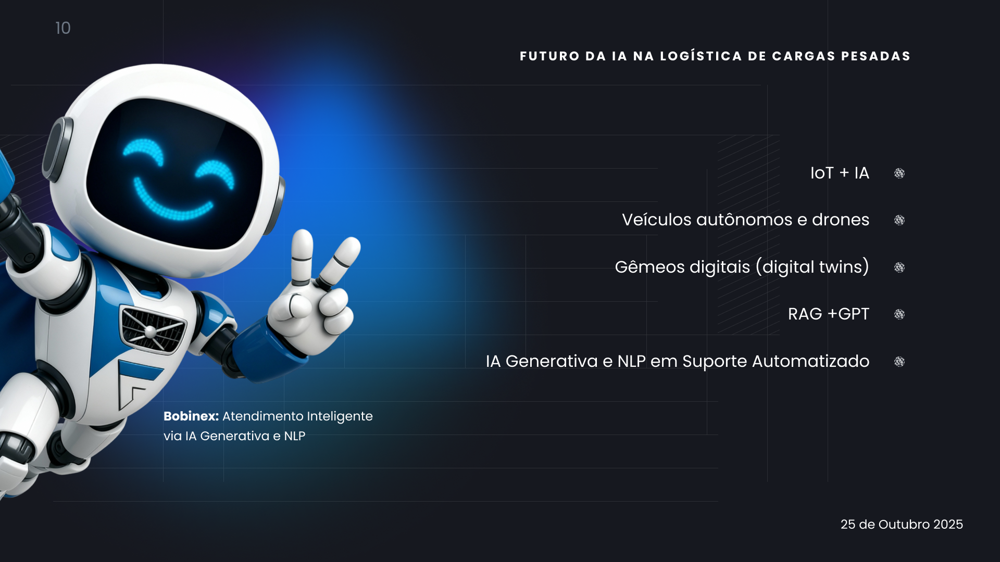 10
FUTURO DA IA NA LOGÍSTICA DE CARGAS PESADAS
IoT + IA
Veículos autônomos e drones
Gêmeos digitais (digital twins)
RAG +GPT
IA Generativa e NLP em Suporte Automatizado
Bobinex: Atendimento Inteligente
via IA Generativa e NLP
25 de Outubro 2025